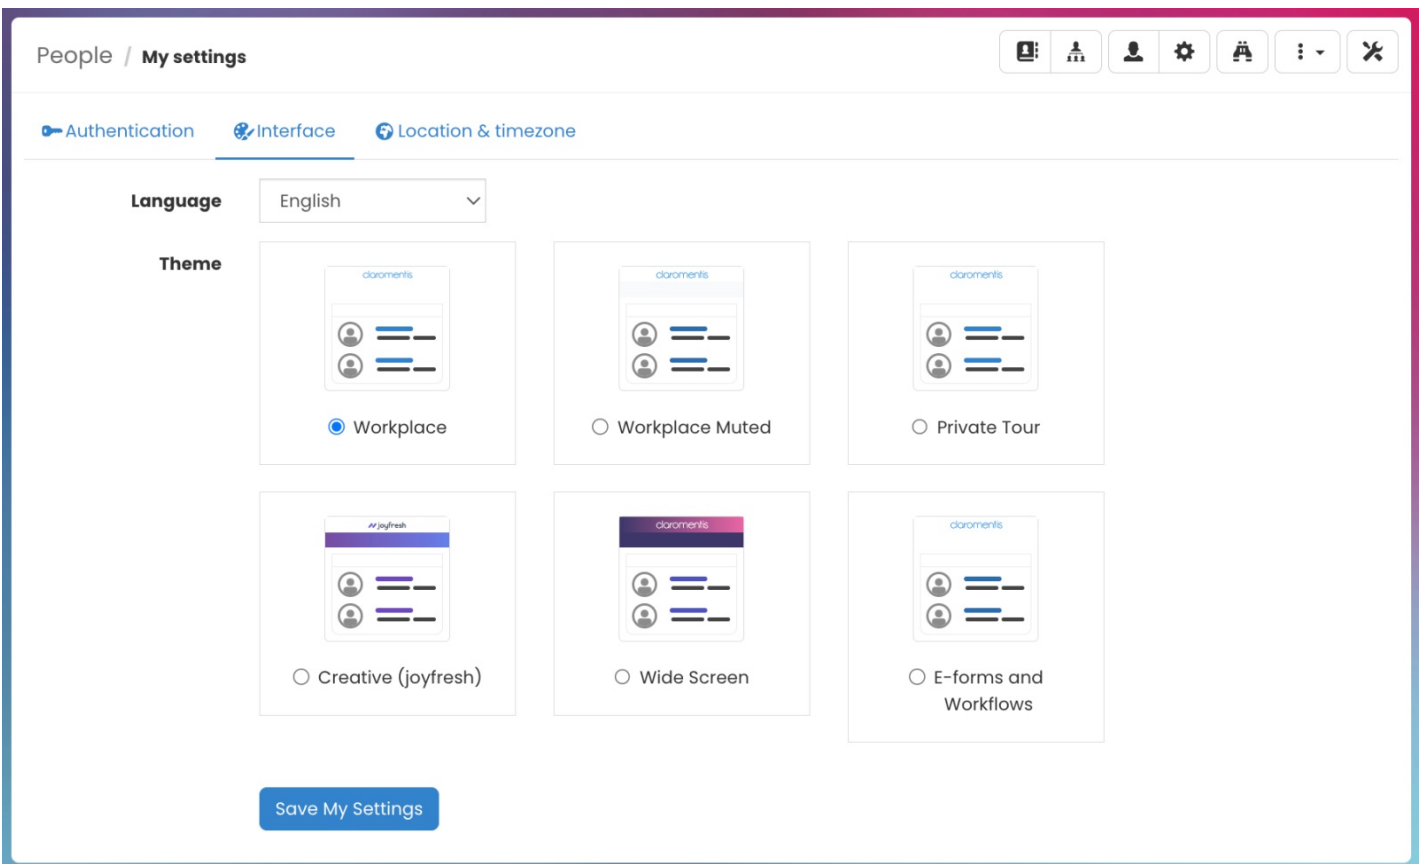 People / My settings
Authentication
Interface
Location & timezone
Language
English
Theme
claromentis
claromentis
claromentis
Workplace
Workplace Muted
Private Tour
joyfresh
claromentis
claromentis
Creative (joyfresh)
Wide Screen
E-forms and
Workflows
Save My Settings